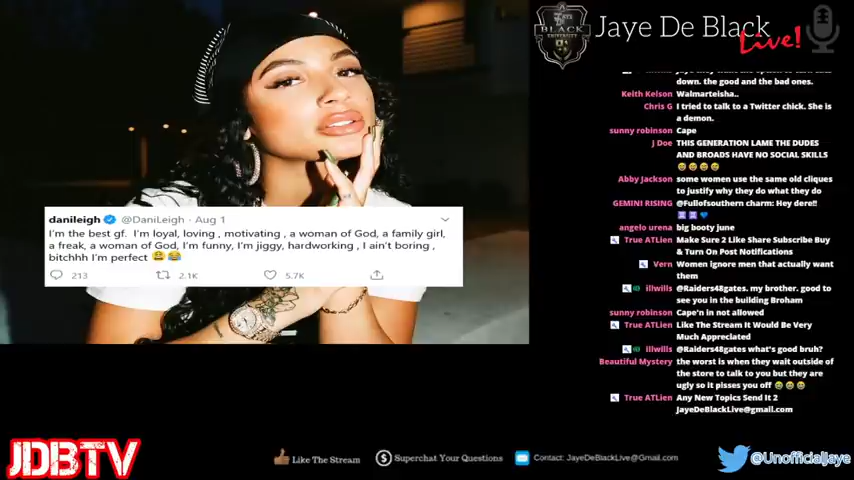 BLACK
UNIVERSITY
Jaye De Black
Live!
down. the good and the bad ones.
Keith Kelson Walmarteisha..
Chris G I tried to talk to a Twitter chick. She is
a demon.
sunny robinson Cape
J Doe THIS GENERATION LAME THE DUDES
AND BROADS HAVE NO SOCIAL SKILLS
Abby Jackson some women use the same old cliques
to justify why they do what they do
GEMINI RISING @Fullofsouthern charm: Hey dere!!
angelo urena big booty june
True ATLien Make Sure 2 Like Share Subscribe Buy
& Turn On Post Notifications
Vern Women ignore men that actually want
them
illwills @Raiders48gates. my brother. good to
see you in the building Broham
sunny robinson Cape'n in not allowed
True ATLien Like The Stream It Would Be Very
Much Appreciated
illwills @Raiders48gates what's good bruh?
Beautiful Mystery the worst is when they wait outside of
the store to talk to you but they are
ugly so it pisses you off 😂😂😂
True ATLien Any New Topics Send It 2
JayeDeBlackLive@gmail.com
danileigh @DaniLeigh · Aug 1
I'm the best gf. I'm loyal, loving , motivating , a woman of God, a family girl,
a freak, a woman of God, I'm funny, I'm jiggy, hardworking , I ain't boring ,
bitchhh I'm perfect 😩😂
213 2.1K 5.7K
JDBTV
Like The Stream
Superchat Your Questions
Contact: JayeDeBlackLive@Gmail.com
@UnofficialJaye